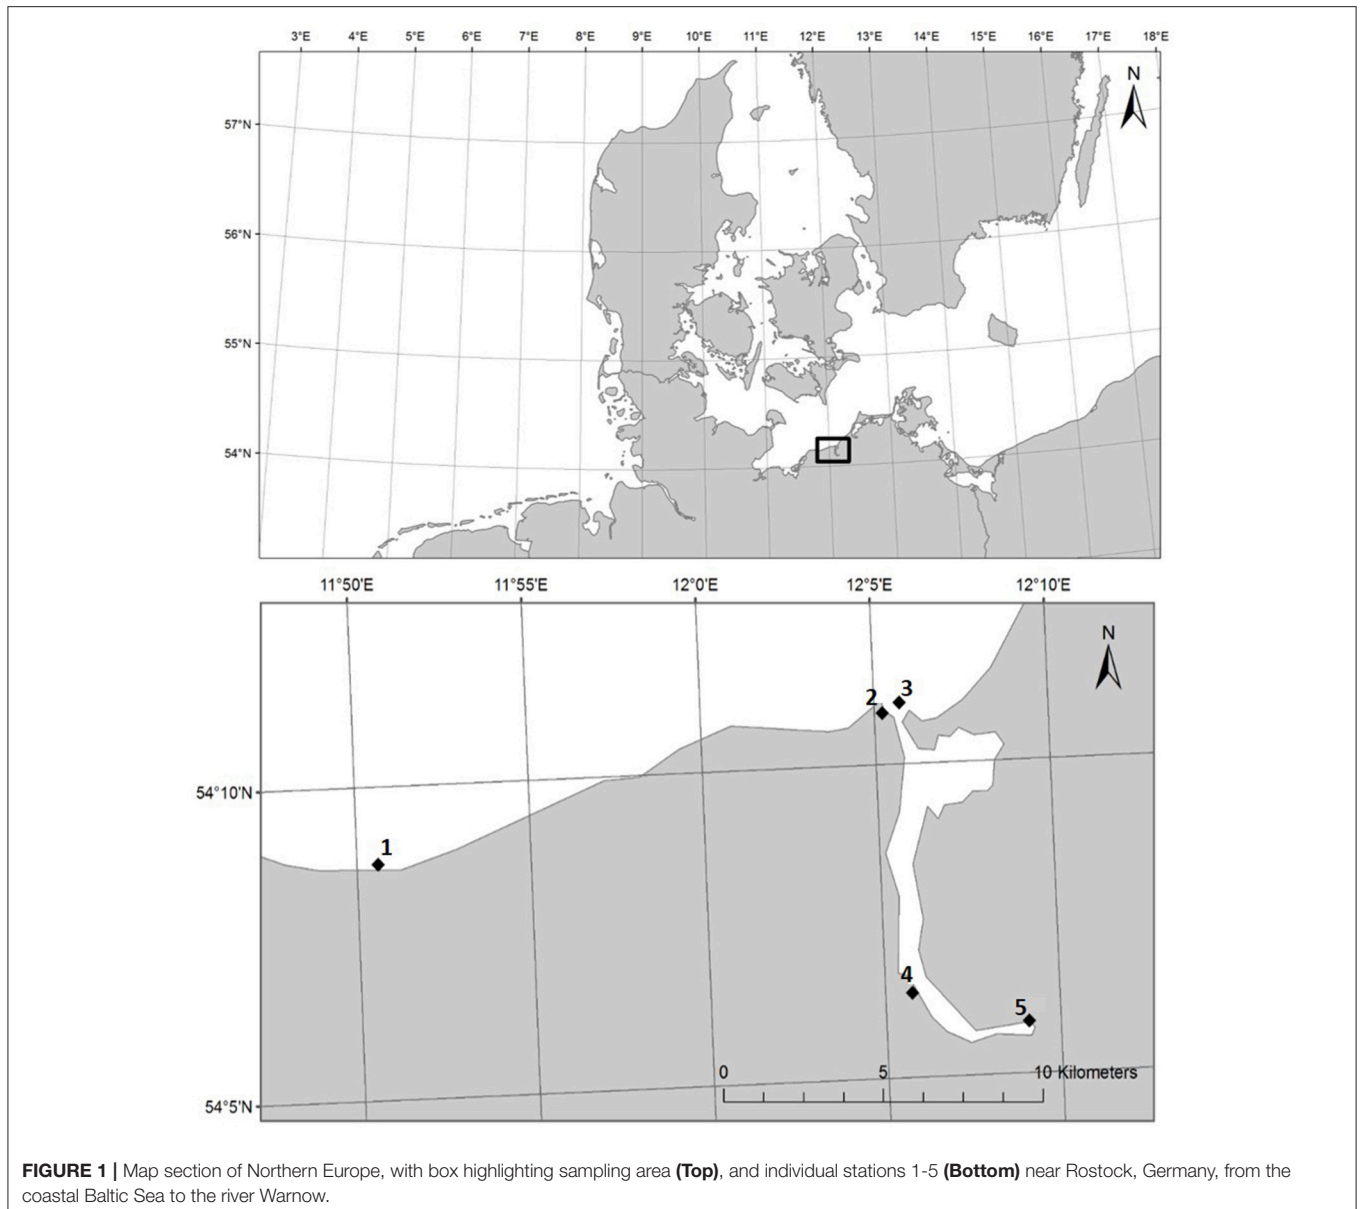 3°E 4°E 5°E 6°E 7°E 8°E 9°E 10°E 11°E 12°E 13°E 14°E 15°E 16°E 17°E 18°E
N
57°N
56°N
55°N
54°N
11°50'E 11°55'E 12°0'E 12°5'E 12°10'E
N
2 3
54°10'N
1
4
5
0 5 10 Kilometers
54°5'N
FIGURE 1 | Map section of Northern Europe, with box highlighting sampling area (Top), and individual stations 1-5 (Bottom) near Rostock, Germany, from the
coastal Baltic Sea to the river Warnow.